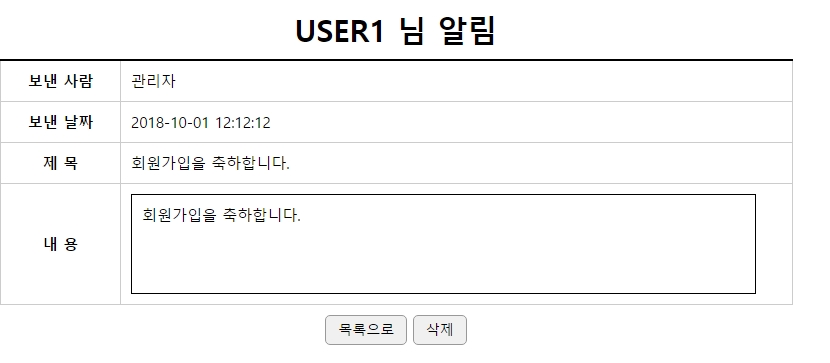 USER1 님 알림
보낸 사람 관리자
보낸 날짜 2018-10-01 12:12:12
제 목 회원가입을 축하합니다.
내 용 회원가입을 축하합니다.
목록으로 삭제